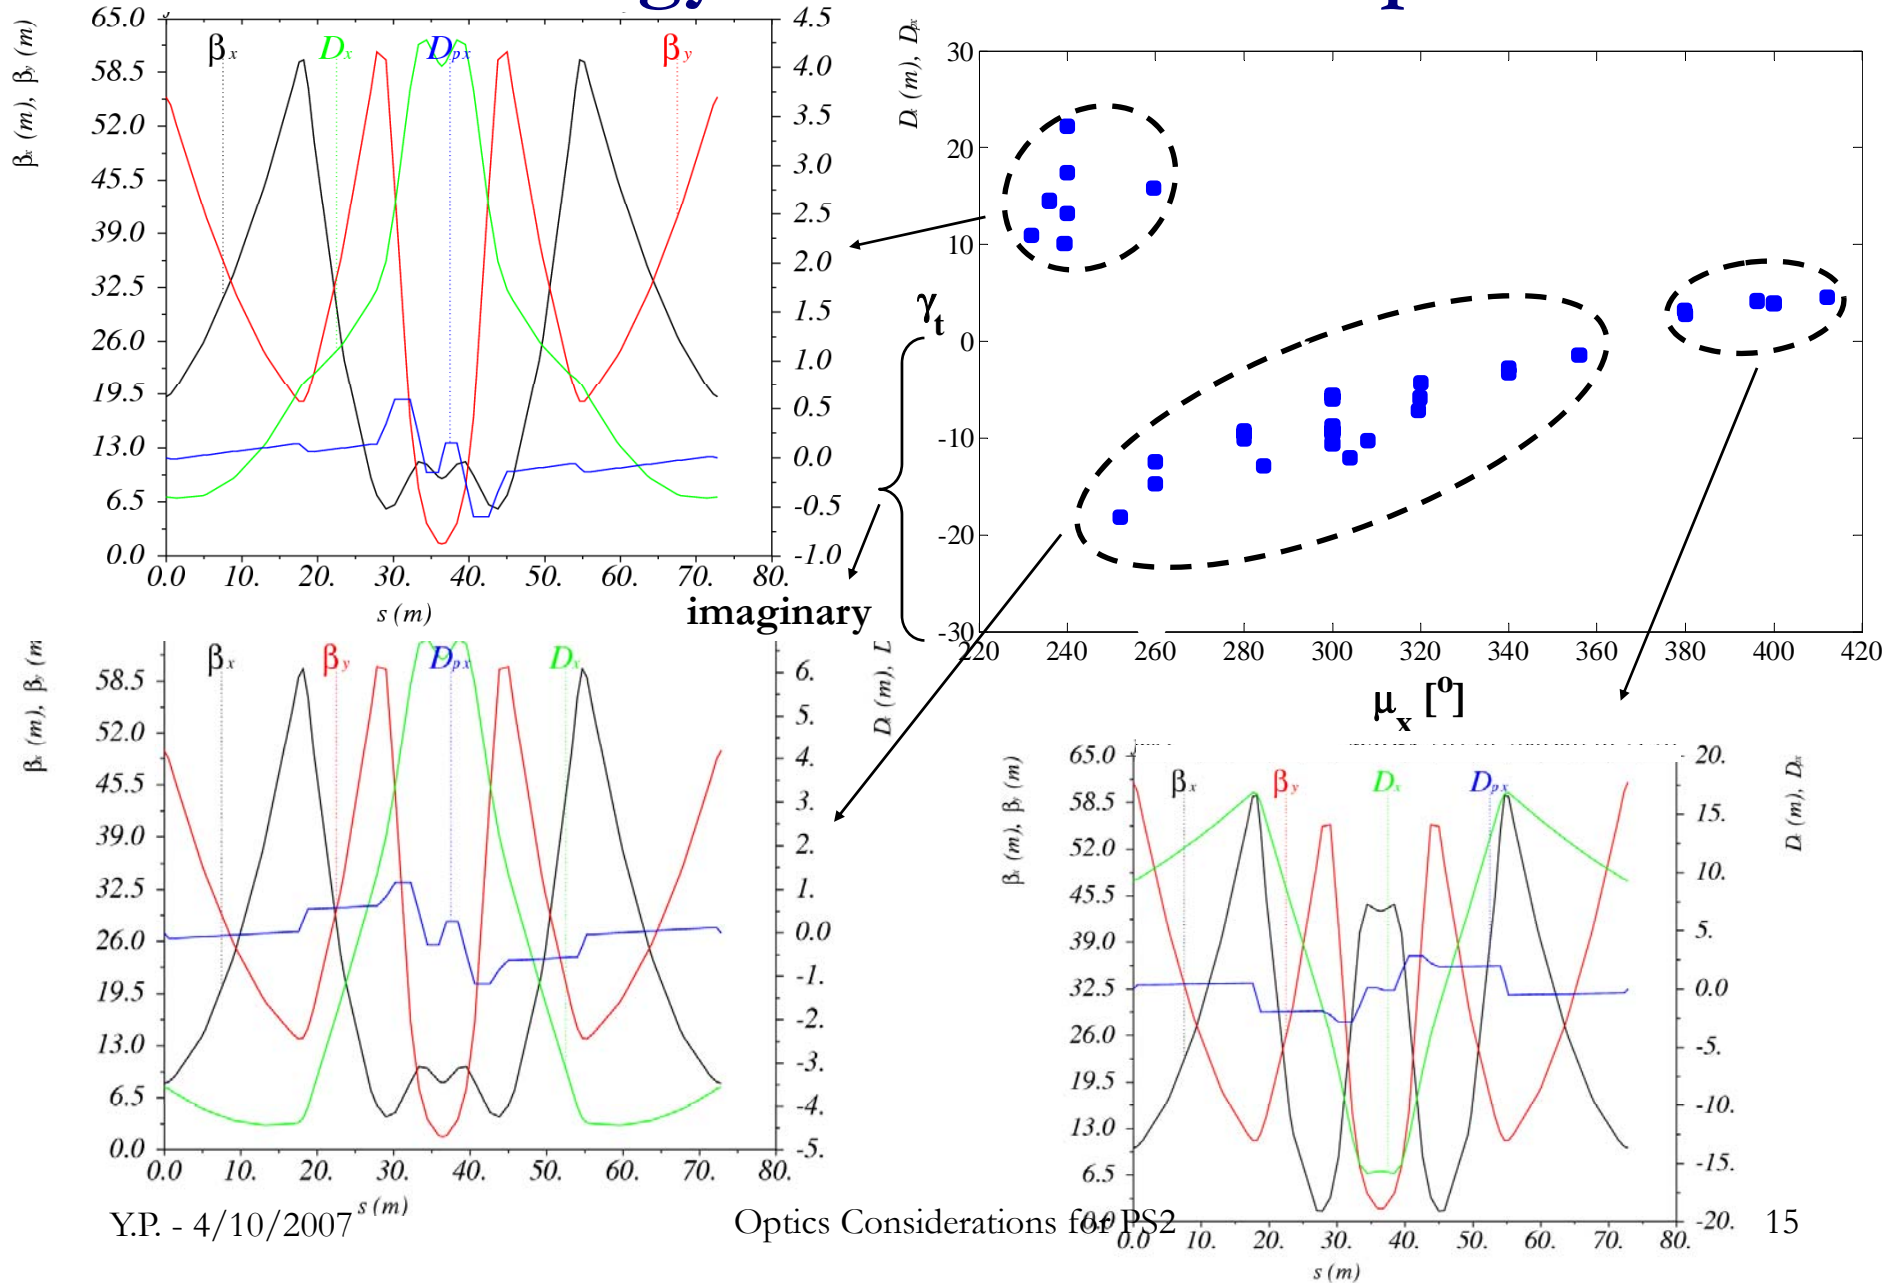 65.0
58.5
52.0
45.5
39.0
32.5
26.0
19.5
13.0
6.5
0.0
βx (m), βy (m)
βx
Dx
Dpx
βy
4.5
4.0
3.5
3.0
2.5
2.0
1.5
1.0
0.5
0.0
-0.5
-1.0
Dx (m), Dpx
0.0 10. 20. 30. 40. 50. 60. 70. 80.
s (m)
30
20
10
0
-10
-20
-30
γt
imaginary
220 240 260 280 300 320 340 360 380 400 420
μx [o]
58.5
52.0
45.5
39.0
32.5
26.0
19.5
13.0
6.5
0.0
βx (m), βy (m
βx
βy
Dpx
Dx
6.
5.
4.
3.
2.
1.
0.0
-1.
-2.
-3.
-4.
-5.
Dx (m), D
0.0 10. 20. 30. 40. 50. 60. 70. 80.
s (m)
65.0
58.5
52.0
45.5
39.0
32.5
26.0
19.5
13.0
6.5
0.0
βx (m), βy (m)
βx
βy
Dx
Dpx
20.
15.
10.
5.
0.0
-5.
-10.
-15.
-20.
Dx (m), Dpx
0.0 10. 20. 30. 40. 50. 60. 70. 80.
s (m)
Y.P. - 4/10/2007
Optics Considerations for PS2
15